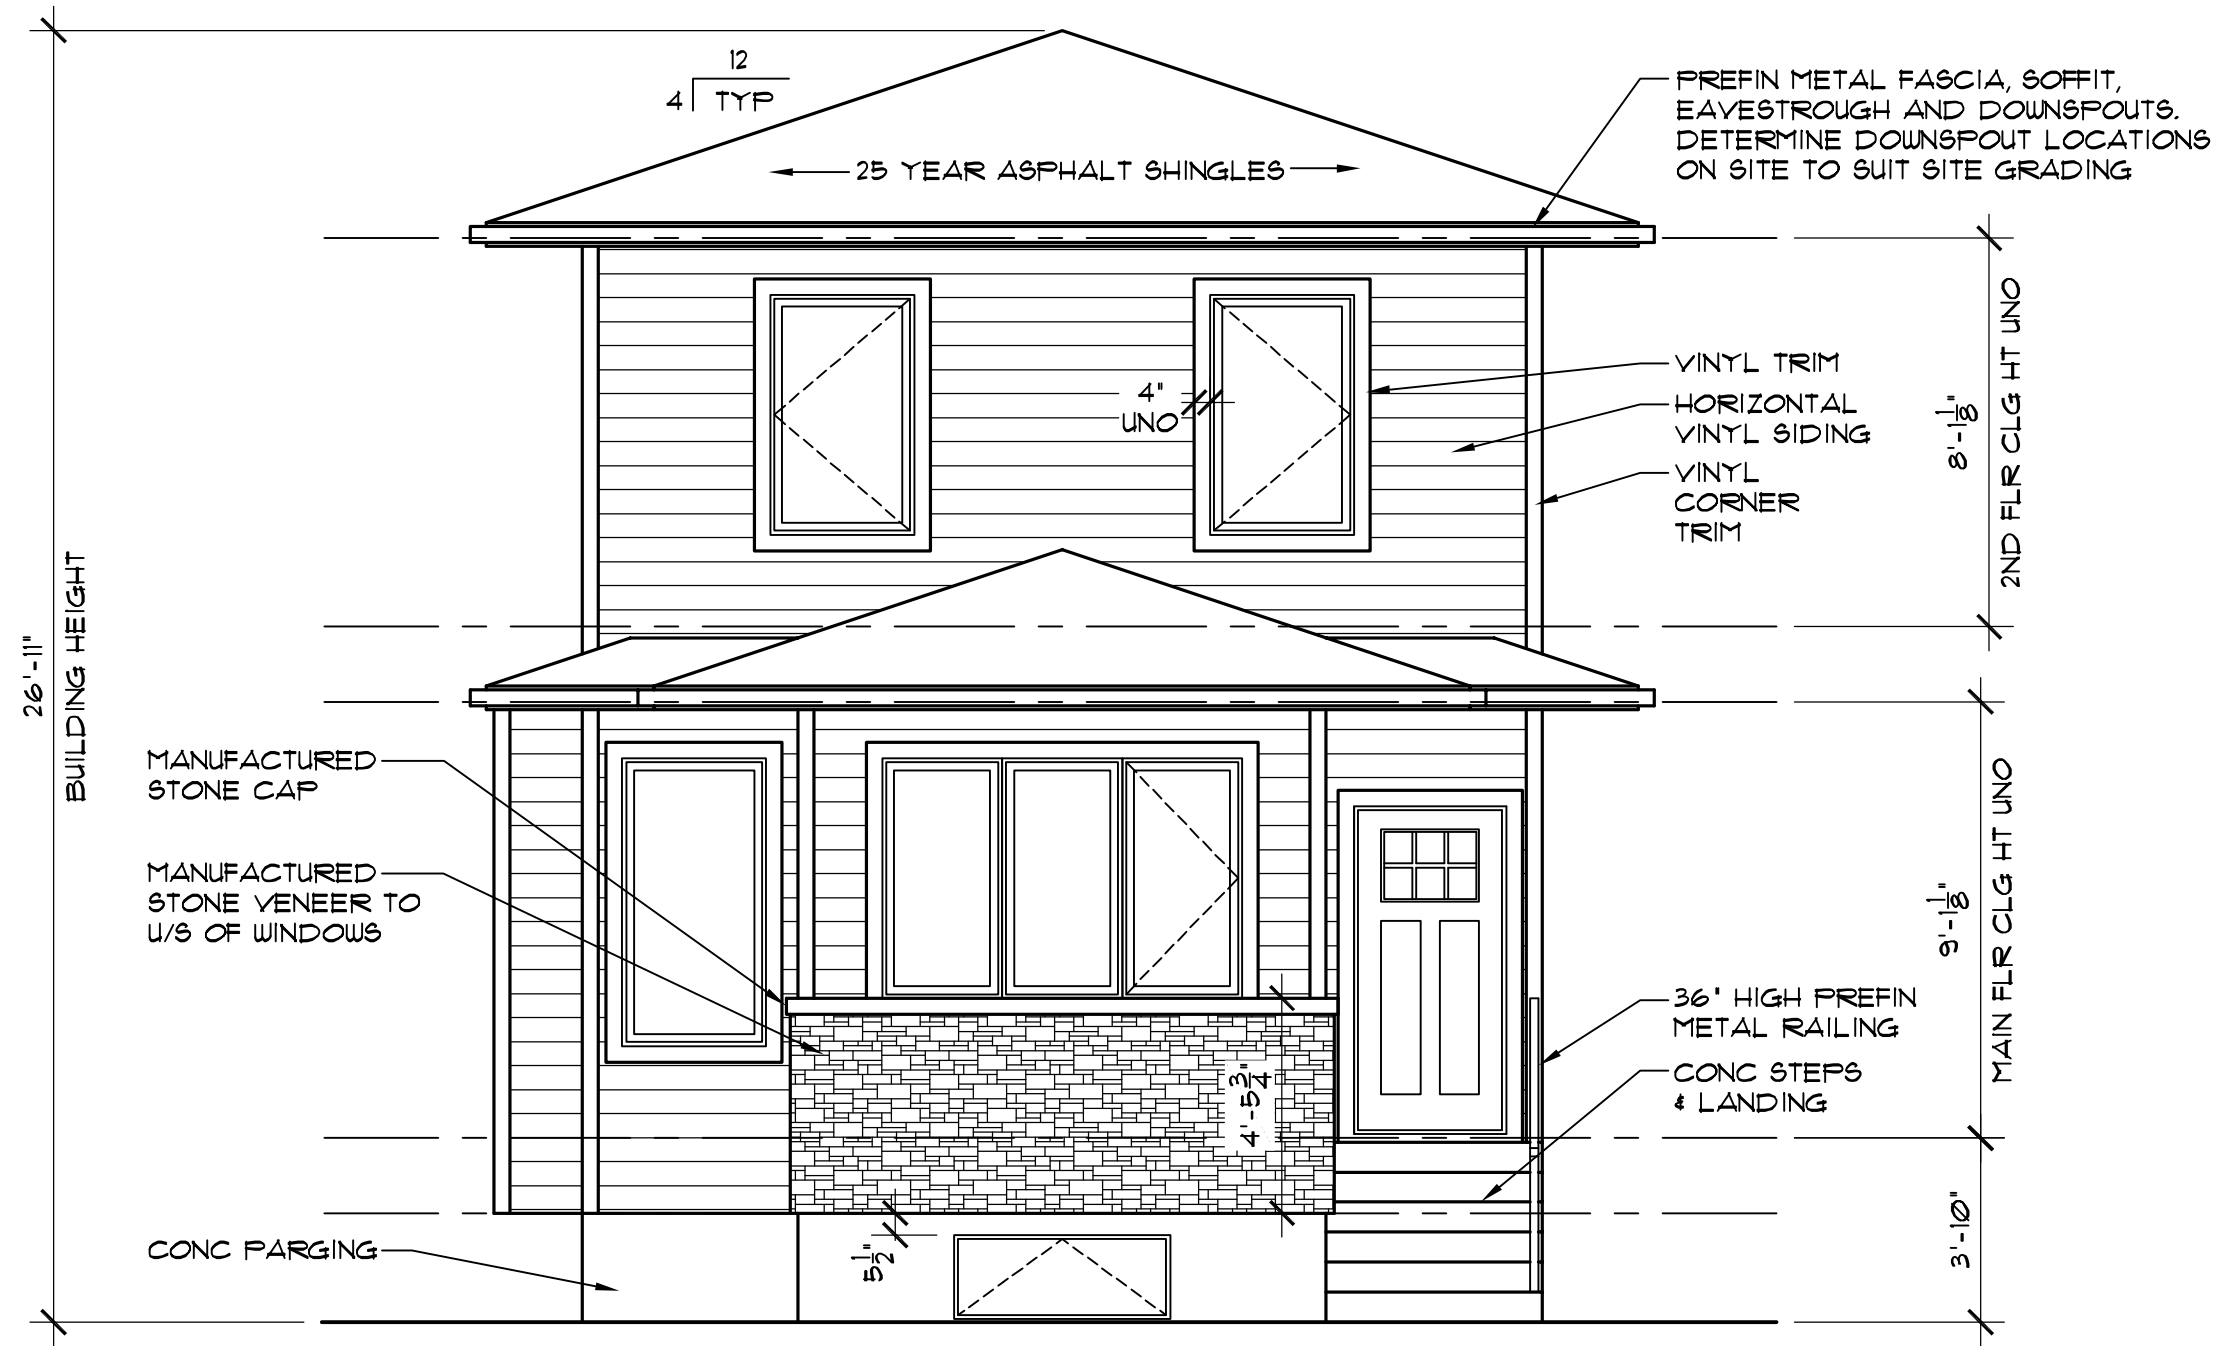 12
4 TYP
25 YEAR ASPHALT SHINGLES
PREFIN METAL FASCIA, SOFFIT,
EAVESTROUGH AND DOWNSPOUTS.
DETERMINE DOWNSPOUT LOCATIONS
ON SITE TO SUIT SITE GRADING
4"
UNO
VINYL TRIM
HORIZONTAL
VINYL SIDING
VINYL
CORNER
TRIM
8'-1 1/8"
2ND FLR CLG HT UNO
26'-11"
BUILDING HEIGHT
MANUFACTURED
STONE CAP
MANUFACTURED
STONE VENEER TO
U/S OF WINDOWS
9'-1 1/8"
MAIN FLR CLG HT UNO
36" HIGH PREFIN
METAL RAILING
CONC STEPS
& LANDING
4'-5 3/4"
5 1/2"
3'-10"
CONC PARGING